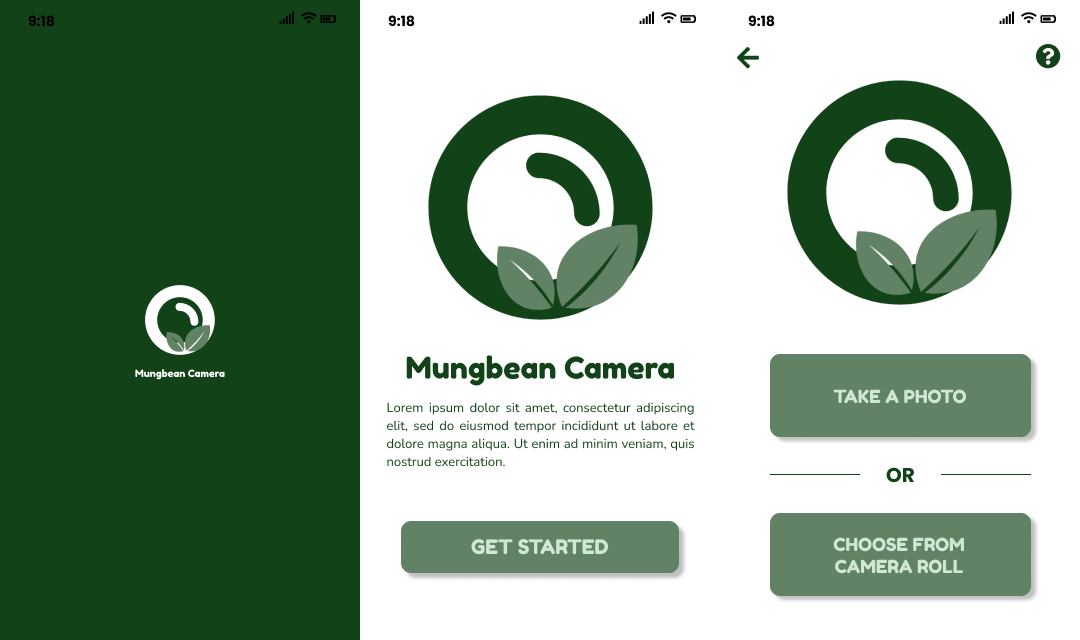 9:18
Mungbean Camera
9:18
Mungbean Camera
Lorem ipsum dolor sit amet, consectetur adipiscing
elit, sed do eiusmod tempor incididunt ut labore et
dolore magna aliqua. Ut enim ad minim veniam, quis
nostrud exercitation.
GET STARTED
9:18
?
TAKE A PHOTO
OR
CHOOSE FROM
CAMERA ROLL